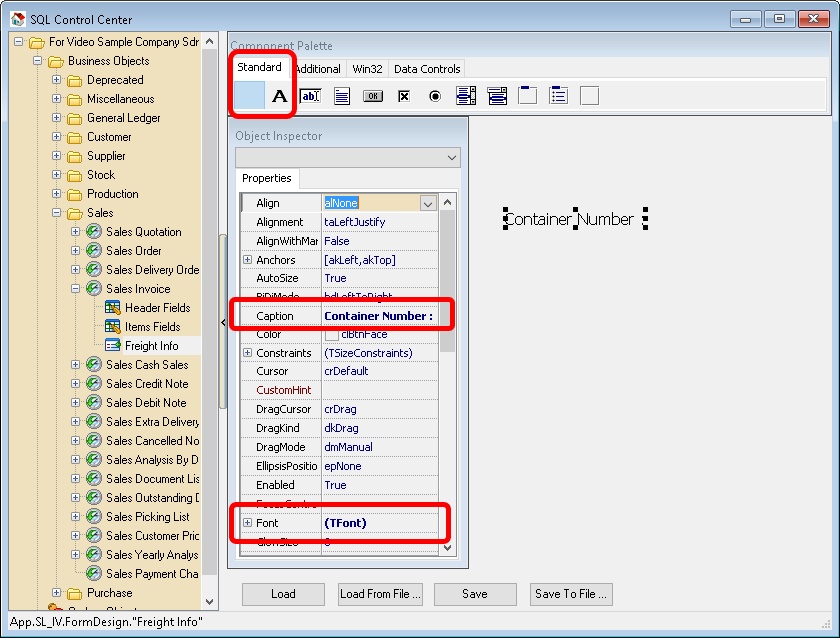 SQL Control Center
For Video Sample Company Sdr
Business Objects
Deprecated
Miscellaneous
General Ledger
Customer
Supplier
Stock
Production
Sales
Sales Quotation
Sales Order
Sales Delivery Orde
Sales Invoice
Header Fields
Items Fields
Freight Info
Sales Cash Sales
Sales Credit Note
Sales Debit Note
Sales Extra Delivery
Sales Cancelled No
Sales Analysis By D
Sales Document Lis
Sales Outstanding D
Sales Picking List
Sales Customer Pric
Sales Yearly Analys
Sales Payment Cha
Purchase
Component Palette
Standard Additional Win32 Data Controls
A ab OK
Object Inspector
Properties
Align alNone
Alignment taLeftJustify
AlignWithMar False
Anchors [akLeft,akTop]
AutoSize True
BiDiMode bdLeftToRight
Caption Container Number :
Color clBtnFace
Constraints (TSizeConstraints)
Cursor crDefault
CustomHint
DragCursor crDrag
DragKind dkDrag
DragMode dmManual
EllipsisPositio epNone
Enabled True
Font (TFont)
GlowSize 0
Container Number :
Load Load From File ... Save Save To File ...
App.SL_IV.FormDesign."Freight Info"